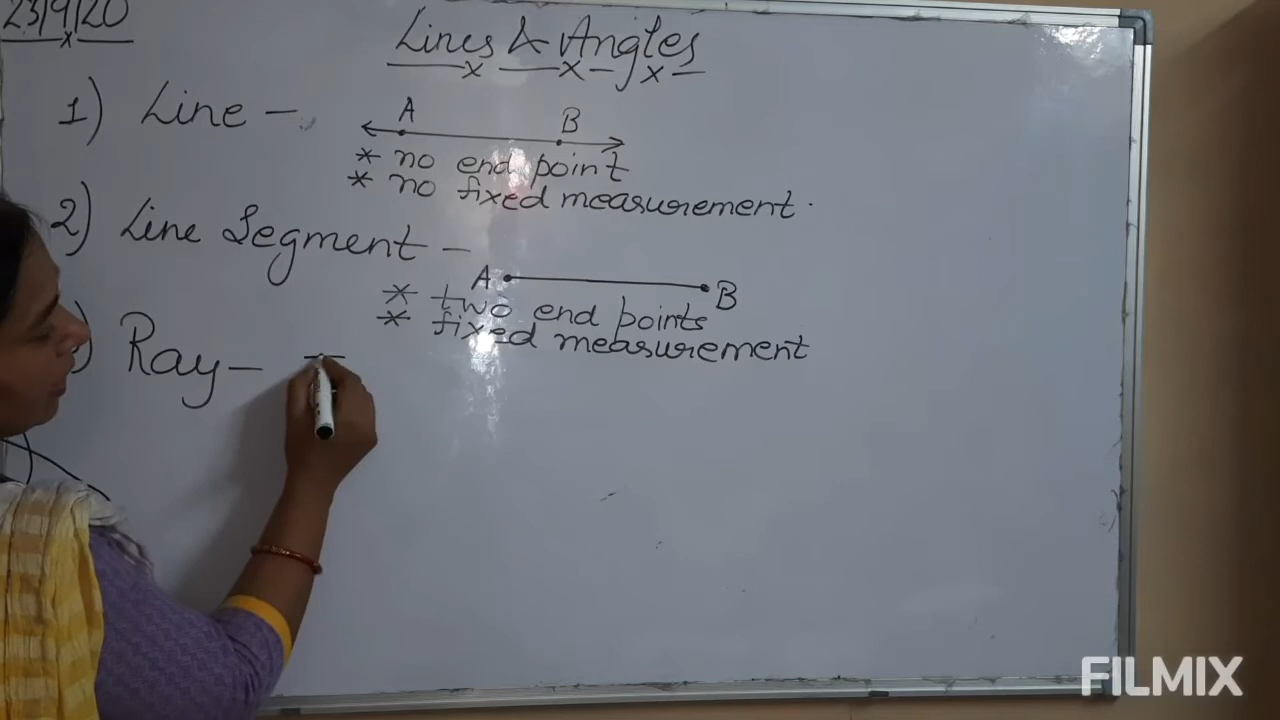 23/9/20
Lines & Angles
1) Line -
A B
* no end point
* no fixed measurement.
2) Line Segment -
A B
* two end points
* fixed measurement
) Ray -
FILMIX